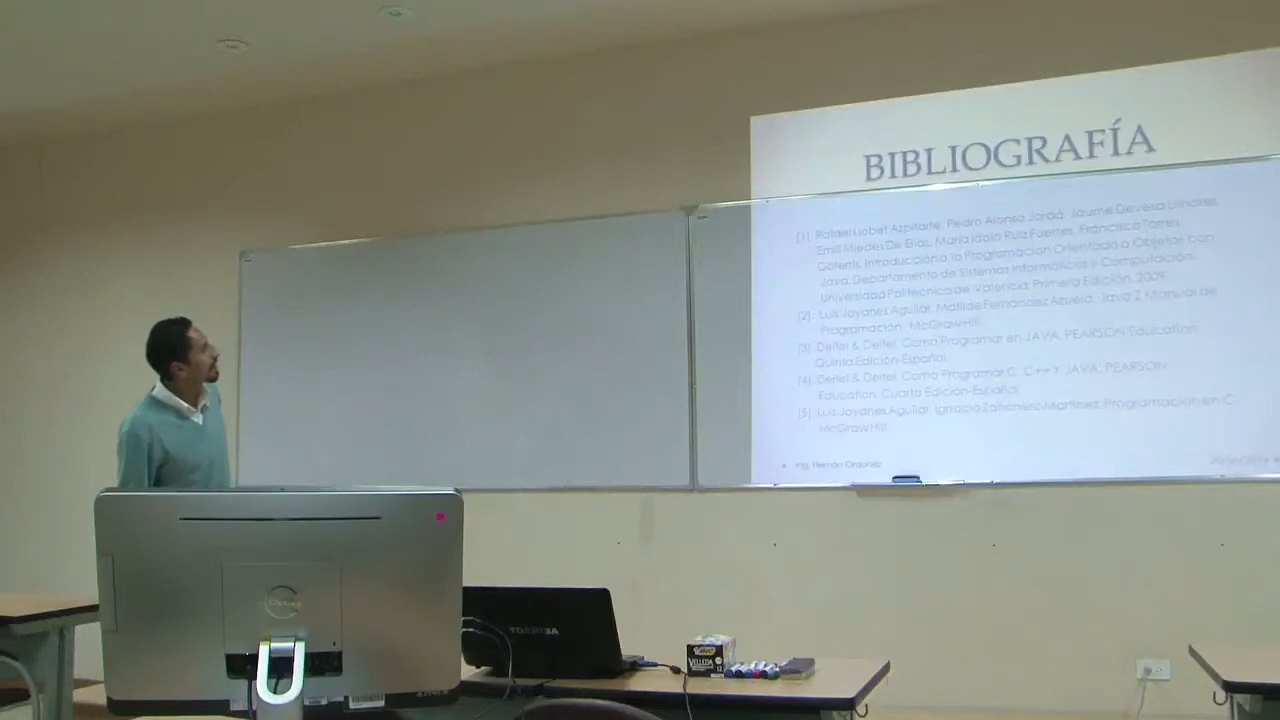 BIBLIOGRAFÍA
[1] Rafael Llobet Azpitarte, Pedro Alonso Jordá, Jaume Devesa Llinares,
Emili Miedes De Elías, María Idoia Ruiz Fuertes, Francisco Torres
Goterris. Introducción a la Programación Orientada a Objetos con
Java. Departamento de Sistemas Informáticos y Computación.
Universidad Politécnica de Valencia. Primera Edición, 2009
[2] Luis Joyanes Aguilar, Matilde Fernández Azuela, Java 2 Manual de
Programación, McGraw Hill.
[3] Deitel & Deitel. Como Programar en JAVA, PEARSON Education
Quinta Edición-Español
[4] Deitel & Deitel. Como Programar C, C++ Y JAVA, PEARSON
Education. Cuarta Edición-Español
[5] Luis Joyanes Aguilar, Ignacio Zahonero Martínez. Programación en C
McGraw Hill
Ing. Hernán Ordoñez
TOSHIBA
VELLEDA